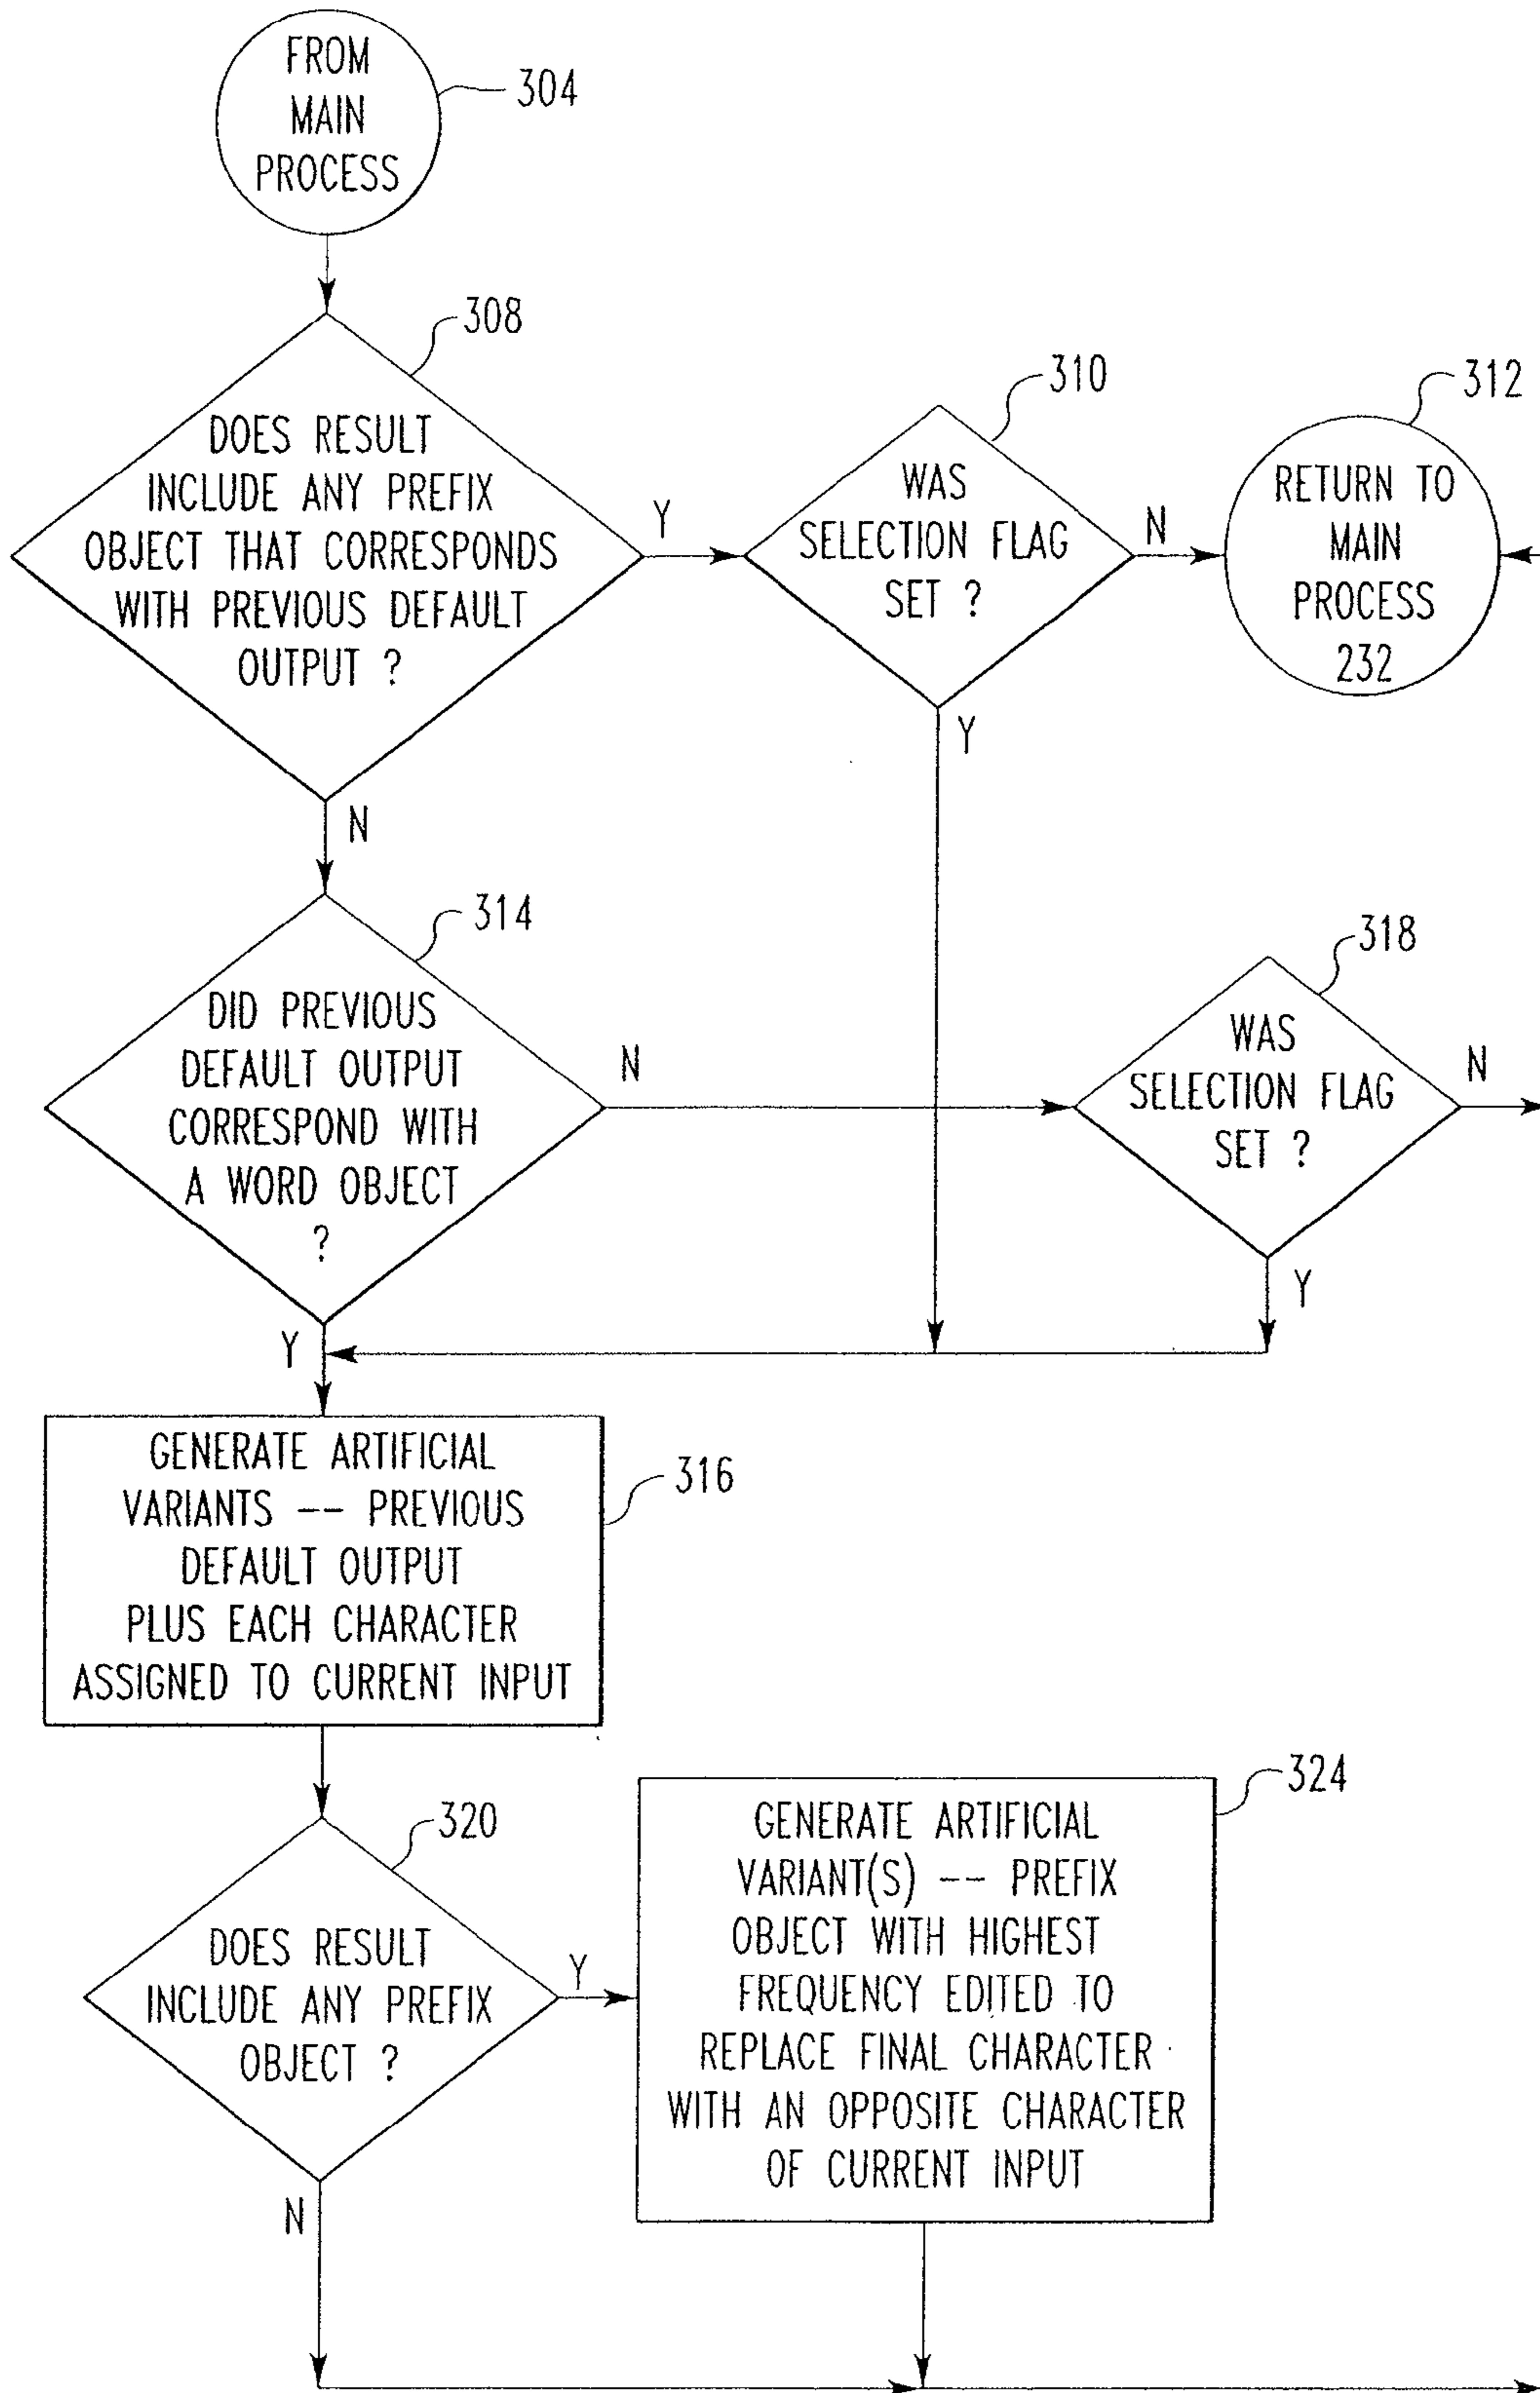 FROM
MAIN
PROCESS
304
308
DOES RESULT
INCLUDE ANY PREFIX
OBJECT THAT CORRESPONDS
WITH PREVIOUS DEFAULT
OUTPUT ?
Y
N
310
WAS
SELECTION FLAG
SET ?
N
Y
312
RETURN TO
MAIN
PROCESS
232
314
DID PREVIOUS
DEFAULT OUTPUT
CORRESPOND WITH
A WORD OBJECT
?
N
Y
318
WAS
SELECTION FLAG
SET ?
N
Y
316
GENERATE ARTIFICIAL
VARIANTS -- PREVIOUS
DEFAULT OUTPUT
PLUS EACH CHARACTER
ASSIGNED TO CURRENT INPUT
320
DOES RESULT
INCLUDE ANY PREFIX
OBJECT ?
Y
N
324
GENERATE ARTIFICIAL
VARIANT(S) -- PREFIX
OBJECT WITH HIGHEST
FREQUENCY EDITED TO
REPLACE FINAL CHARACTER
WITH AN OPPOSITE CHARACTER
OF CURRENT INPUT